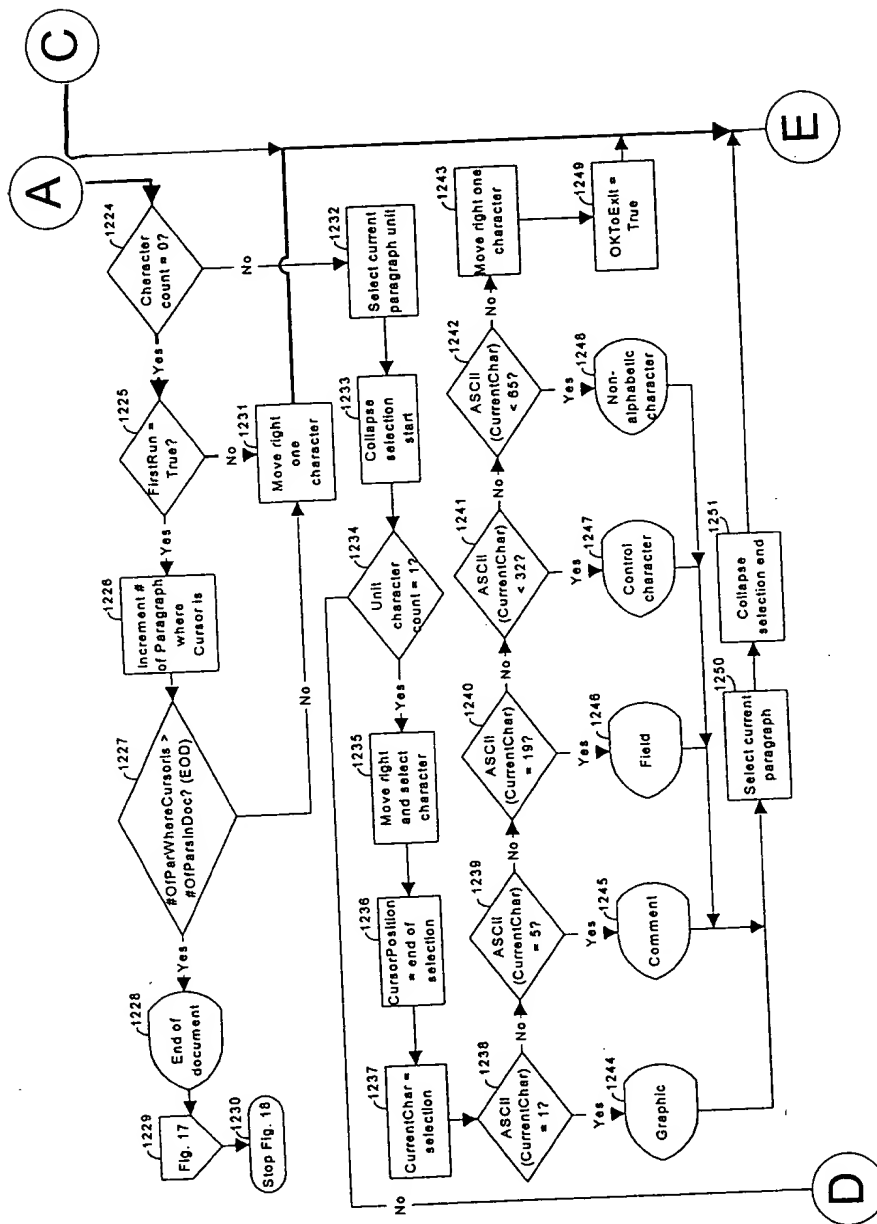 A
C
1224
Character
count = 0?
Yes
No
1225
FirstRun =
True?
Yes
No
1226
Increment #
of Paragraph
where
Cursor is
1227
#OfParWhereCursorIs >
#OfParsInDoc? (EOD)
Yes
No
1228
End of
document
1229
Fig. 17
1230
Stop Fig. 18
1231
Move right
one
character
1232
Select current
paragraph unit
1233
Collapse
selection
start
1234
Unit
character
count = 1?
No
Yes
1235
Move right
and select
character
1236
CursorPosition
= end of
selection
1237
CurrentChar =
selection
1238
ASCII
(CurrentChar)
= 1?
No
Yes
1239
ASCII
(CurrentChar)
= 5?
No
Yes
1240
ASCII
(CurrentChar)
= 19?
No
Yes
1241
ASCII
(CurrentChar)
< 32?
No
Yes
1242
ASCII
(CurrentChar)
< 65?
No
Yes
1243
Move right one
character
1244
Graphic
1245
Comment
1246
Field
1247
Control
character
1248
Non-
alphabetic
character
1249
OKToExit =
True
1250
Select current
paragraph
1251
Collapse
selection end
D
E